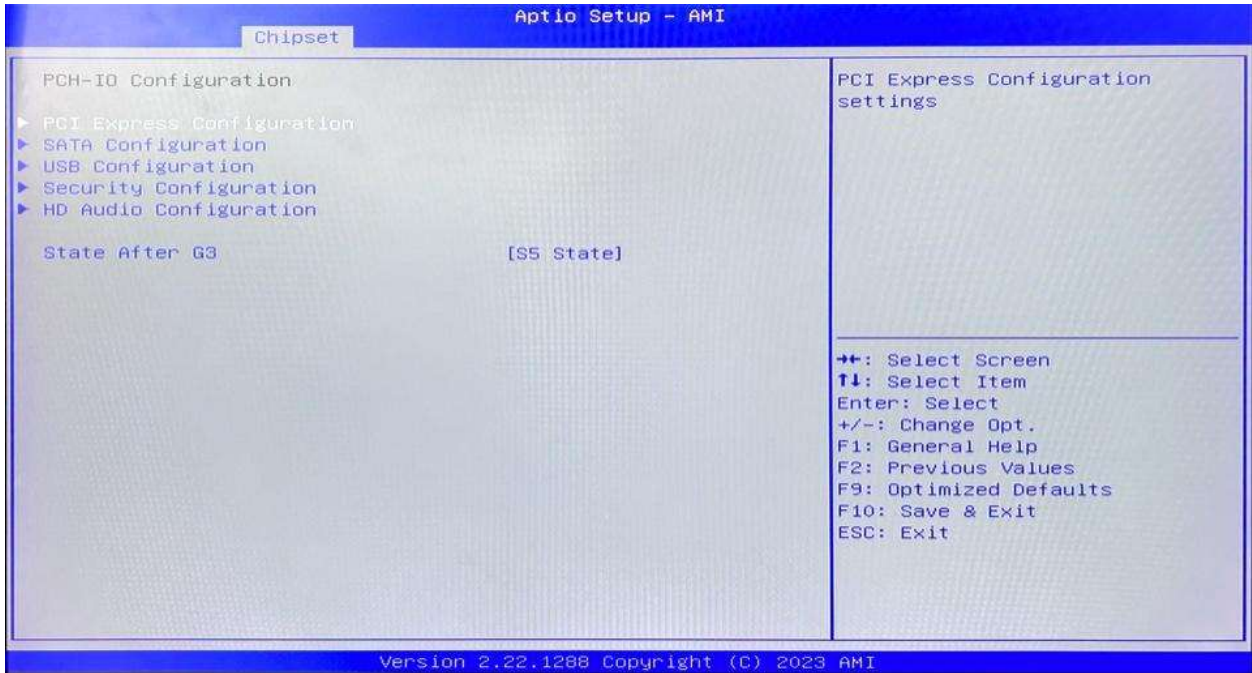 Aptio Setup - AMI
Chipset
PCH-IO Configuration
▶ PCI Express Configuration
▶ SATA Configuration
▶ USB Configuration
▶ Security Configuration
▶ HD Audio Configuration
State After G3 [S5 State]
PCI Express Configuration
settings
→←: Select Screen
↑↓: Select Item
Enter: Select
+/-: Change Opt.
F1: General Help
F2: Previous Values
F9: Optimized Defaults
F10: Save & Exit
ESC: Exit
Version 2.22.1288 Copyright (C) 2023 AMI